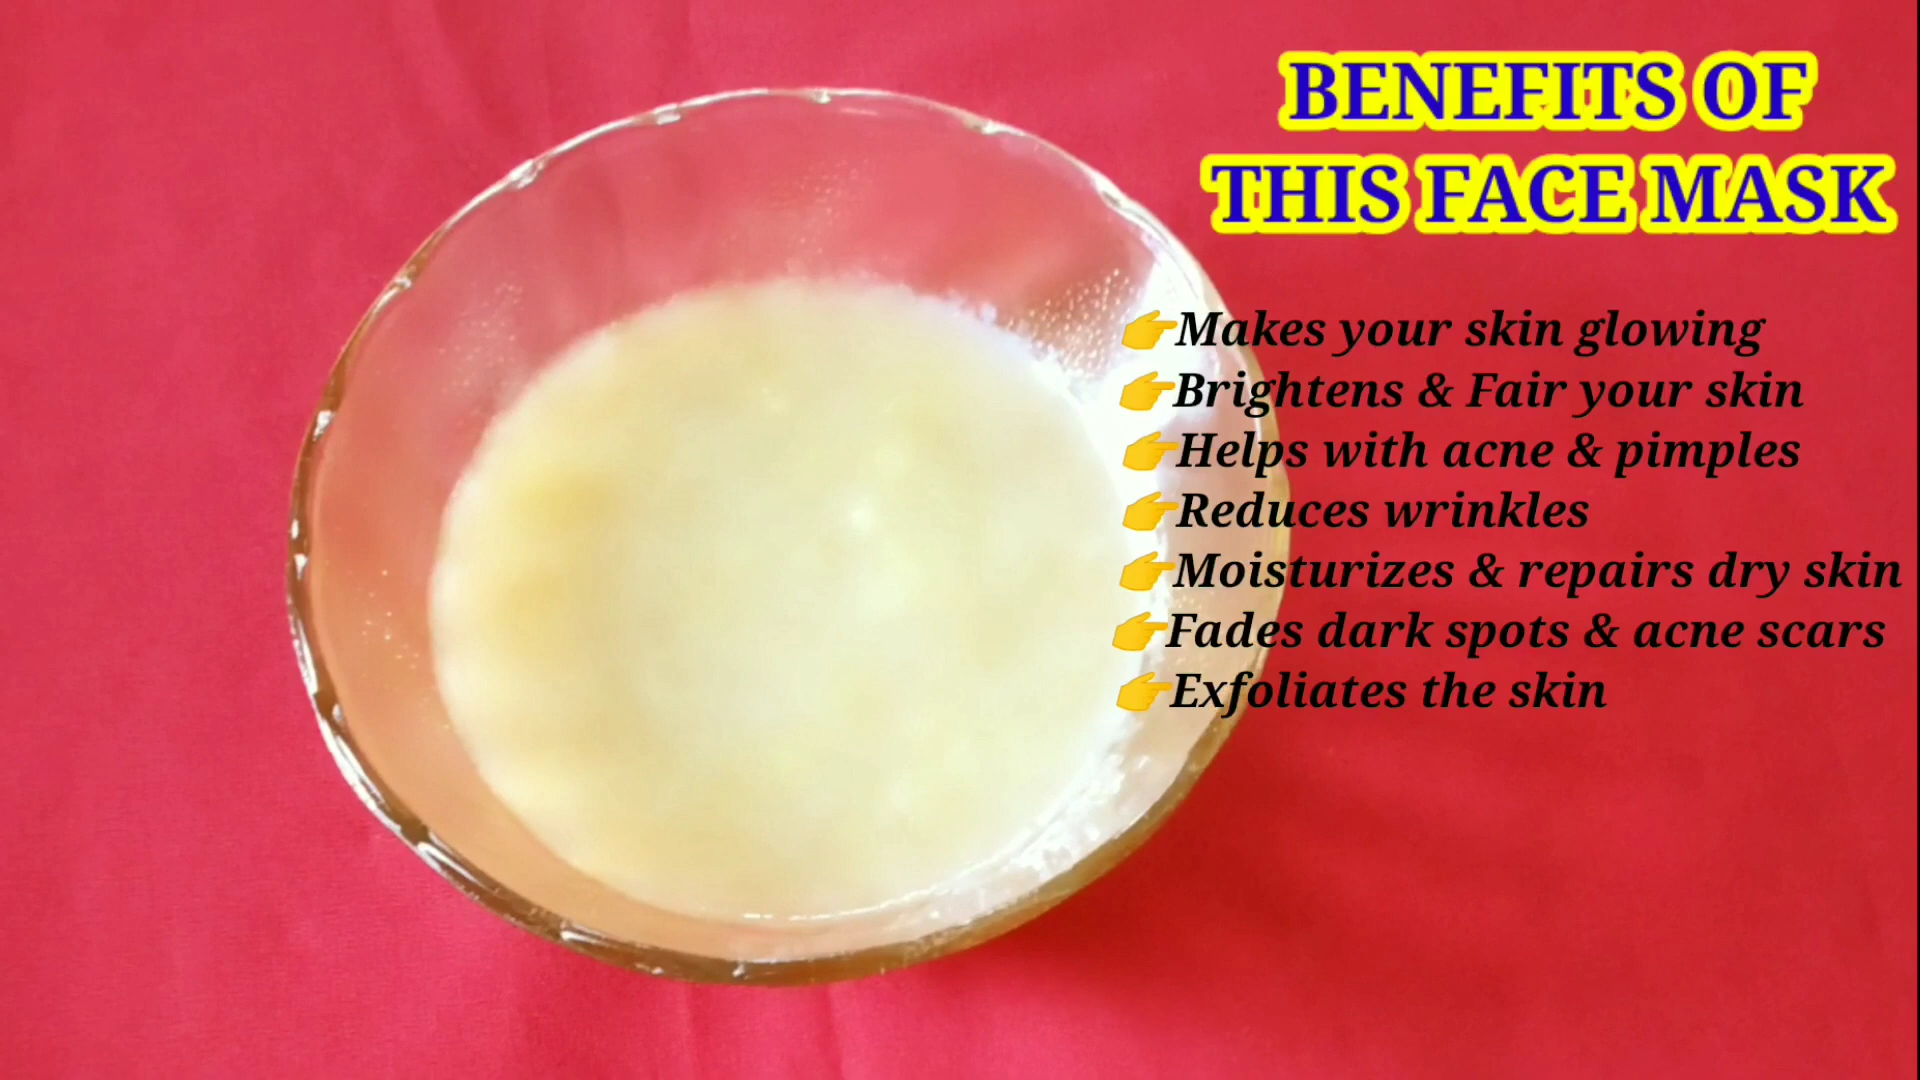 BENEFITS OF
THIS FACE MASK
👉Makes your skin glowing
👉Brightens & Fair your skin
👉Helps with acne & pimples
👉Reduces wrinkles
👉Moisturizes & repairs dry skin
👉Fades dark spots & acne scars
👉Exfoliates the skin